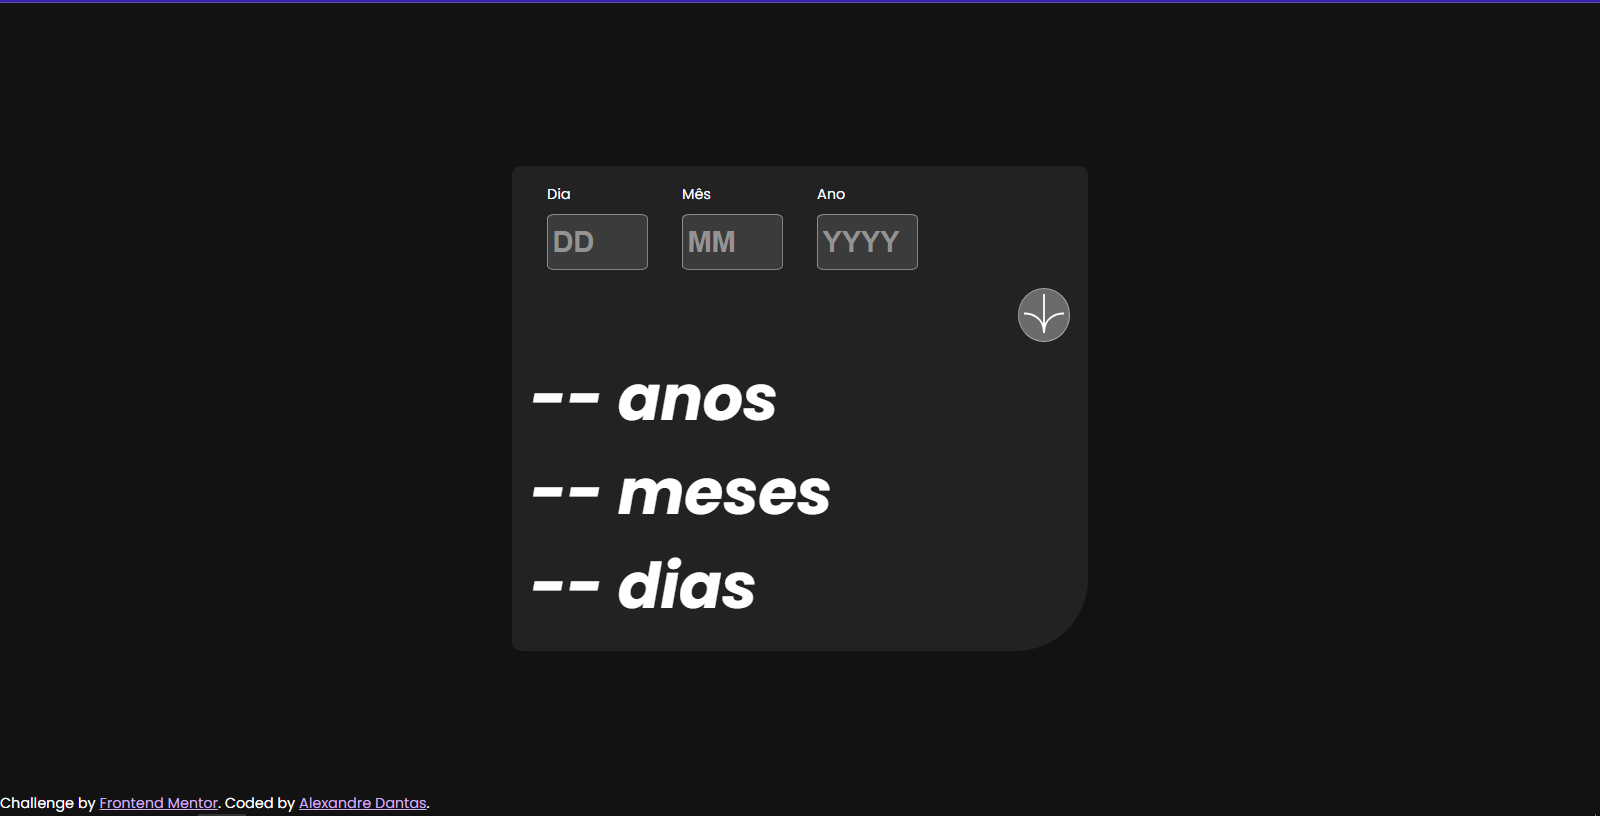 Dia Mês Ano
DD MM YYYY
-- anos
-- meses
-- dias
Challenge by Frontend Mentor. Coded by Alexandre Dantas.